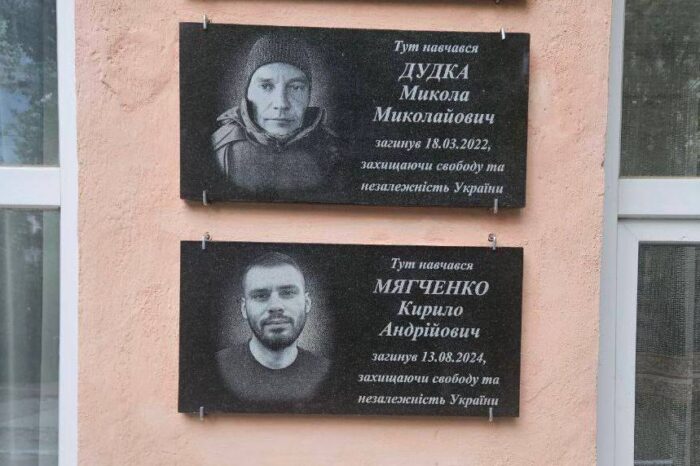 Тут навчався
ДУДКА
Микола
Миколайович
загинув 18.03.2022,
захищаючи свободу та
незалежність України
Тут навчався
МЯГЧЕНКО
Кирило
Андрійович
загинув 13.08.2024,
захищаючи свободу та
незалежність України